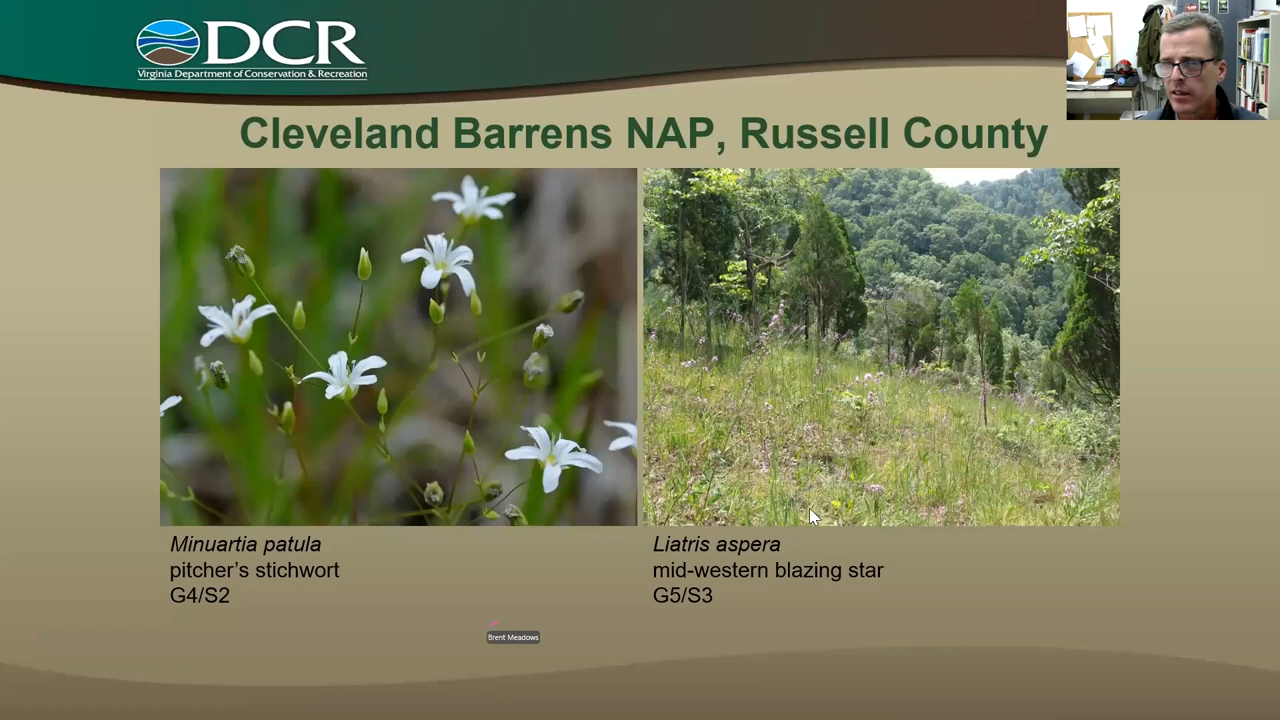 DCR
Virginia Department of Conservation & Recreation
Cleveland Barrens NAP, Russell County
Minuartia patula
pitcher’s stichwort
G4/S2
Liatris aspera
mid-western blazing star
G5/S3
Brent Meadows